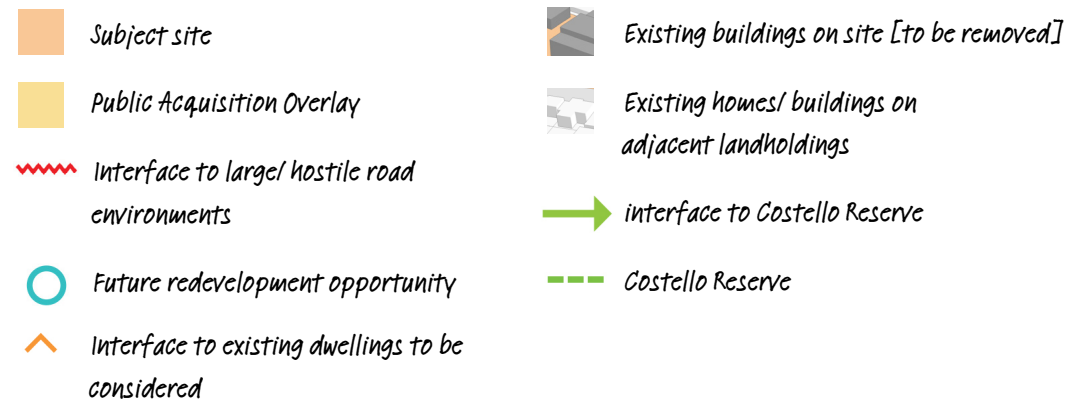 Subject site
Public Acquisition Overlay
Interface to large/ hostile road
environments
Future redevelopment opportunity
Interface to existing dwellings to be
considered
Existing buildings on site [to be removed]
Existing homes/ buildings on
adjacent landholdings
interface to Costello Reserve
Costello Reserve